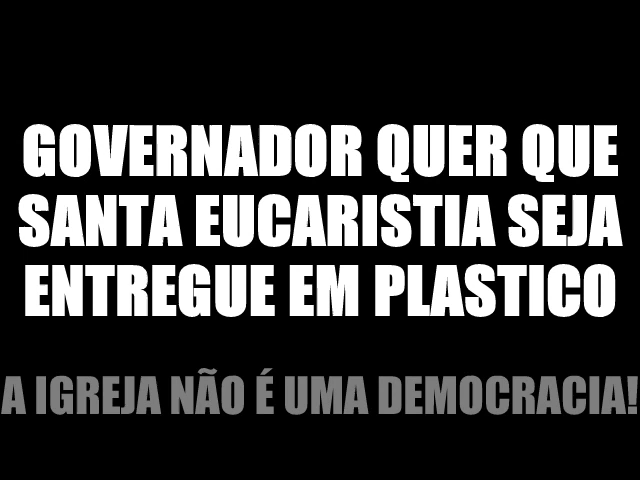 GOVERNADOR QUER QUE
SANTA EUCARISTIA SEJA
ENTREGUE EM PLASTICO
A IGREJA NÃO É UMA DEMOCRACIA!